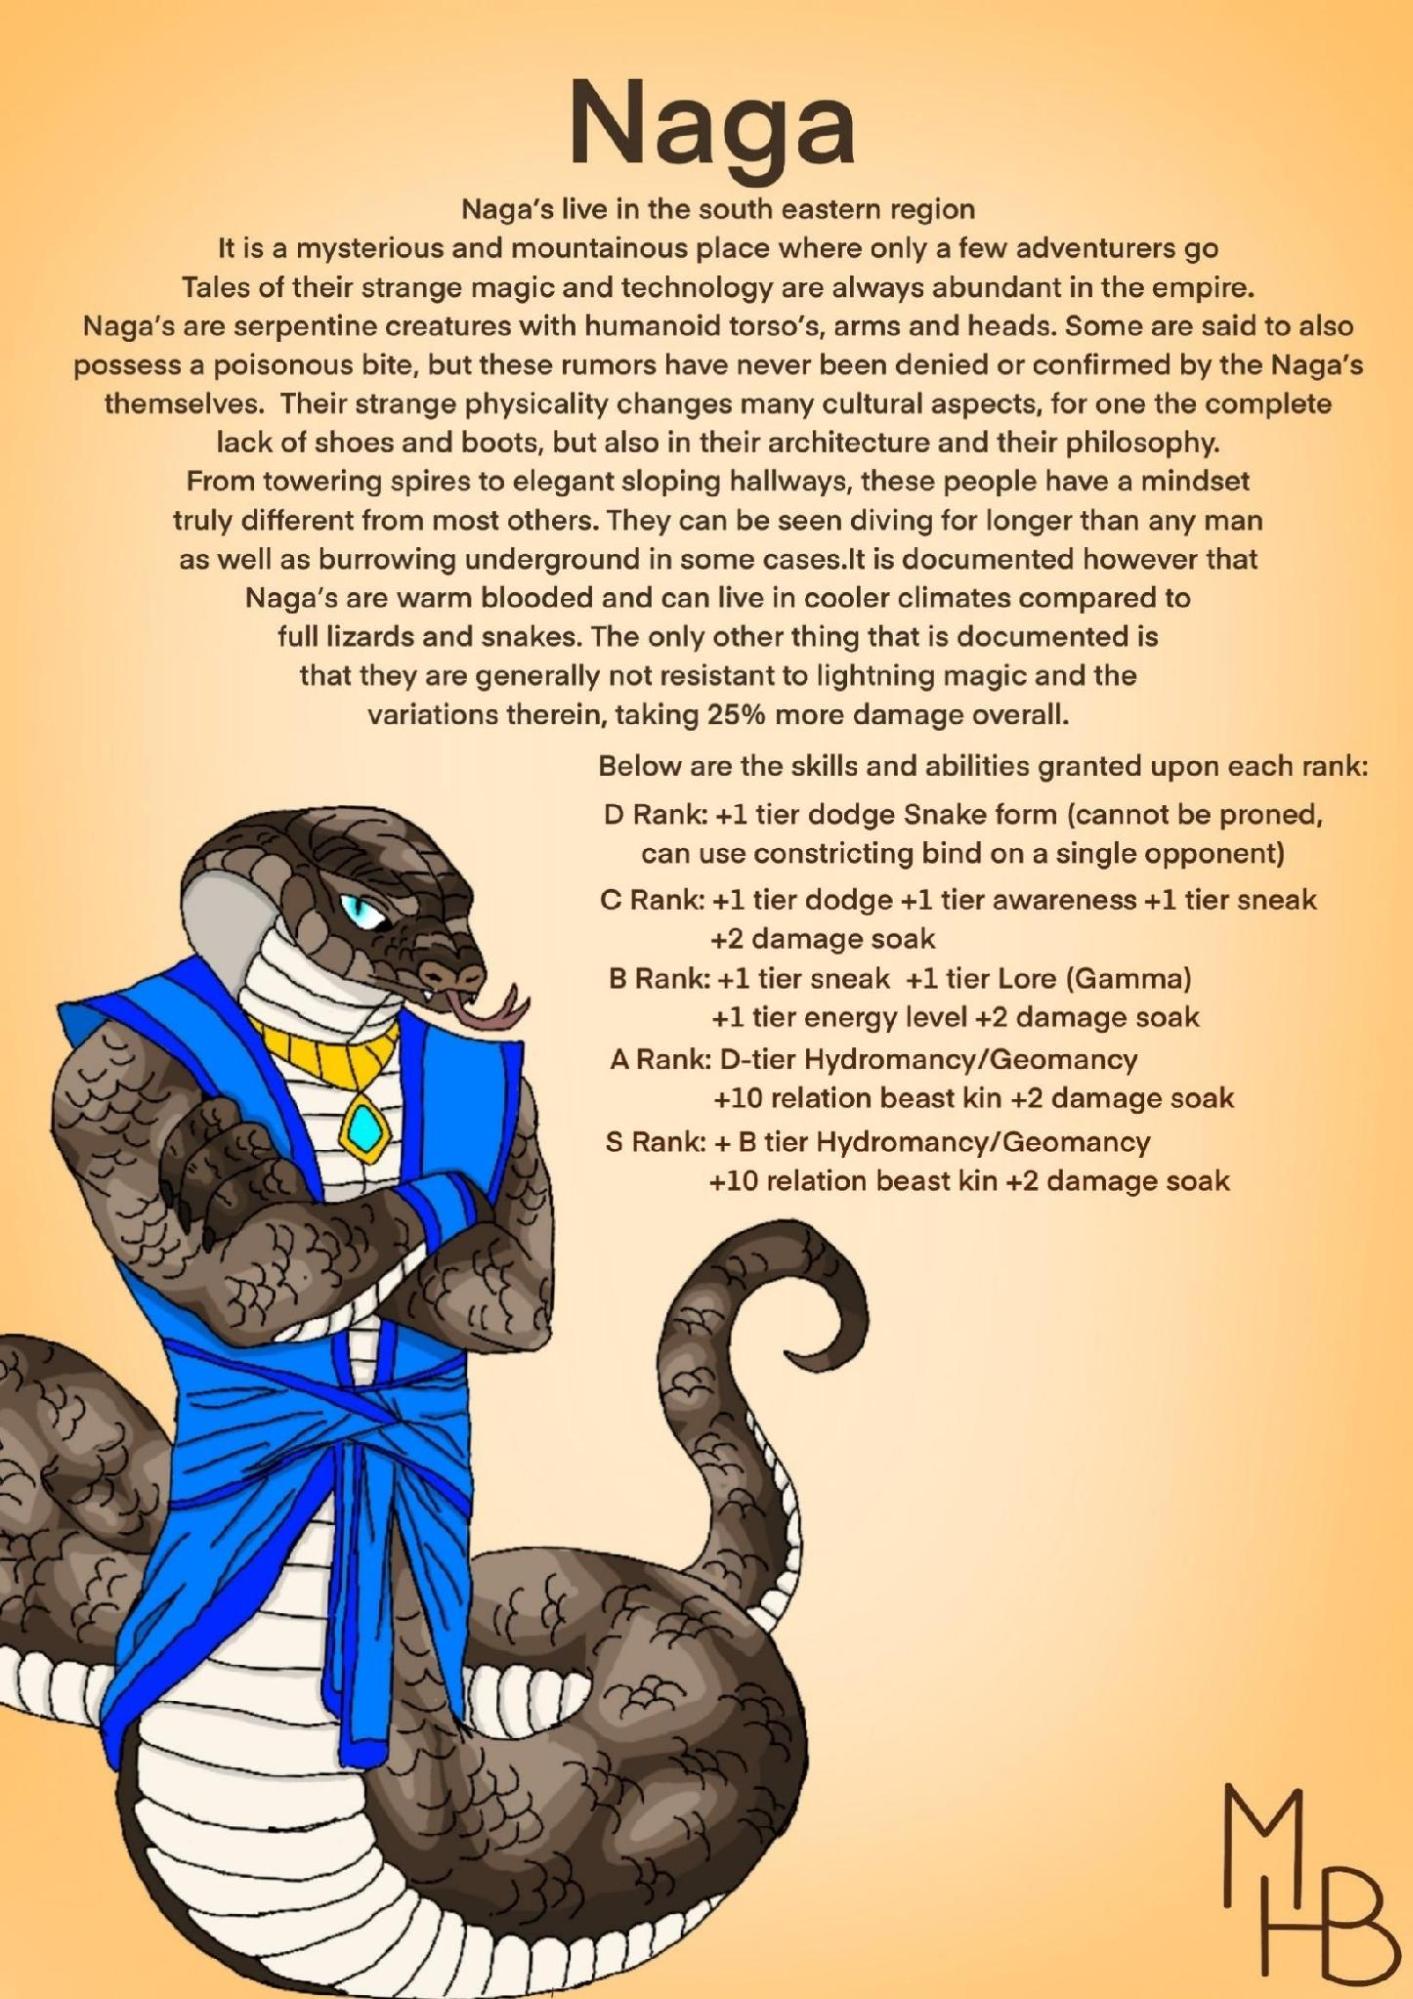 Naga
Naga's live in the south eastern region
It is a mysterious and mountainous place where only a few adventurers go
Tales of their strange magic and technology are always abundant in the empire.
Naga's are serpentine creatures with humanoid torso's, arms and heads. Some are said to also
possess a poisonous bite, but these rumors have never been denied or confirmed by the Naga's
themselves.  Their strange physicality changes many cultural aspects, for one the complete
lack of shoes and boots, but also in their architecture and their philosophy.
From towering spires to elegant sloping hallways, these people have a mindset
truly different from most others. They can be seen diving for longer than any man
as well as burrowing underground in some cases.It is documented however that
Naga's are warm blooded and can live in cooler climates compared to
full lizards and snakes. The only other thing that is documented is
that they are generally not resistant to lightning magic and the
variations therein, taking 25% more damage overall.
Below are the skills and abilities granted upon each rank:
D Rank: +1 tier dodge Snake form (cannot be proned,
can use constricting bind on a single opponent)
C Rank: +1 tier dodge +1 tier awareness +1 tier sneak
+2 damage soak
B Rank: +1 tier sneak  +1 tier Lore (Gamma)
+1 tier energy level +2 damage soak
A Rank: D-tier Hydromancy/Geomancy
+10 relation beast kin +2 damage soak
S Rank: + B tier Hydromancy/Geomancy
+10 relation beast kin +2 damage soak
MHB